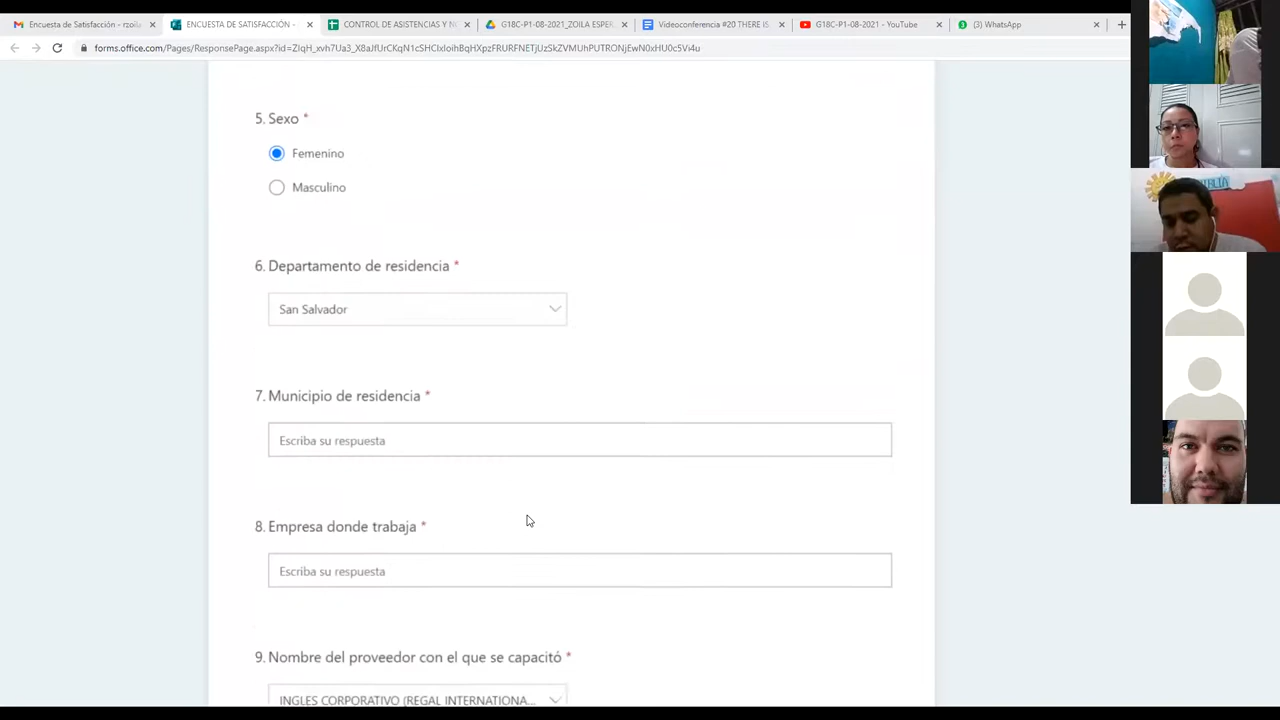 Encuesta de Satisfacción - rzoila
ENCUESTA DE SATISFACCIÓN -
CONTROL DE ASISTENCIAS Y NO
G18C-P1-08-2021_ZOILA ESPER
Videoconferencia #20 THERE IS
G18C-P1-08-2021 - YouTube
(3) WhatsApp
forms.office.com/Pages/ResponsePage.aspx?id=
5. Sexo *
Femenino
Masculino
6. Departamento de residencia *
San Salvador
7. Municipio de residencia *
Escriba su respuesta
8. Empresa donde trabaja *
Escriba su respuesta
9. Nombre del proveedor con el que se capacitó *
INGLES CORPORATIVO (REGAL INTERNATIONA...